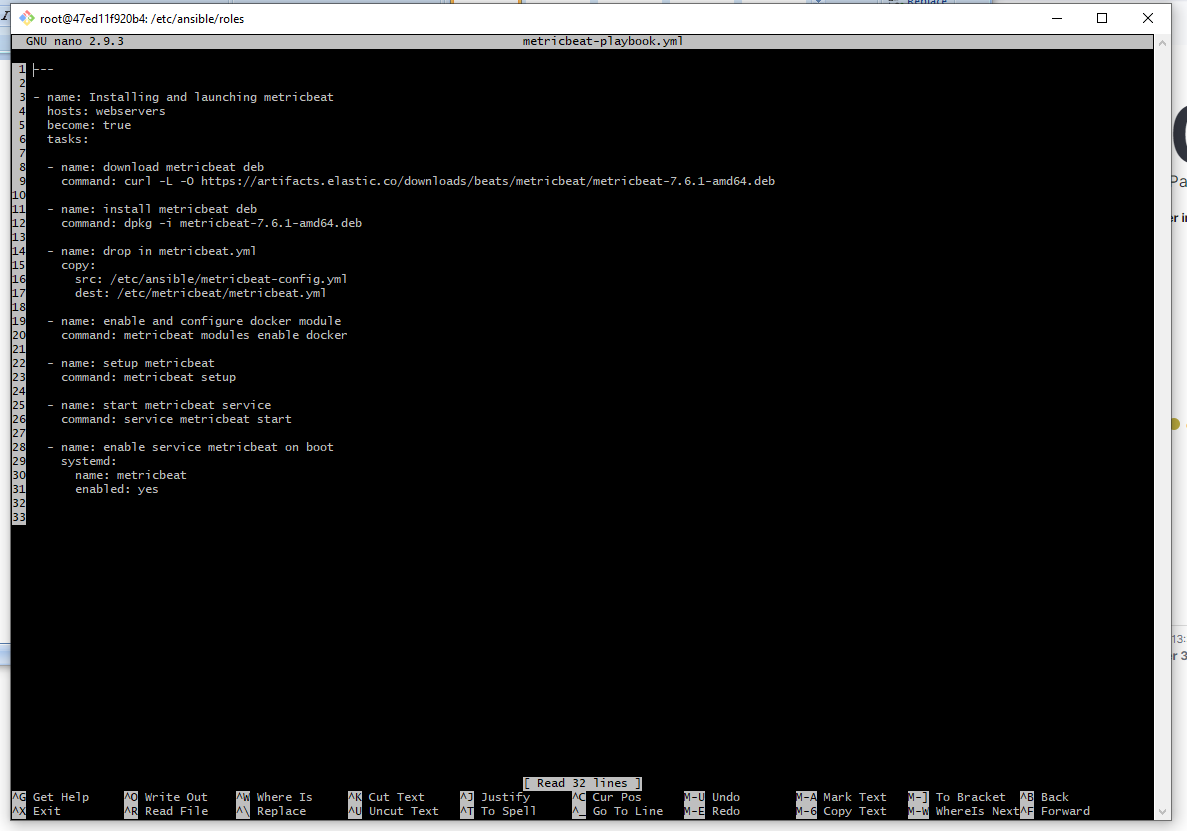 Replace
root@47ed11f920b4: /etc/ansible/roles
GNU nano 2.9.3 metricbeat-playbook.yml
1 ---
2
3 - name: Installing and launching metricbeat
4 hosts: webservers
5 become: true
6 tasks:
7
8 - name: download metricbeat deb
9 command: curl -L -O https://artifacts.elastic.co/downloads/beats/metricbeat/metricbeat-7.6.1-amd64.deb
10
11 - name: install metricbeat deb
12 command: dpkg -i metricbeat-7.6.1-amd64.deb
13
14 - name: drop in metricbeat.yml
15 copy:
16 src: /etc/ansible/metricbeat-config.yml
17 dest: /etc/metricbeat/metricbeat.yml
18
19 - name: enable and configure docker module
20 command: metricbeat modules enable docker
21
22 - name: setup metricbeat
23 command: metricbeat setup
24
25 - name: start metricbeat service
26 command: service metricbeat start
27
28 - name: enable service metricbeat on boot
29 systemd:
30 name: metricbeat
31 enabled: yes
32
33
[ Read 32 lines ]
^G Get Help ^O Write Out ^W Where Is ^K Cut Text ^J Justify ^C Cur Pos M-U Undo M-A Mark Text M-] To Bracket ^B Back
^X Exit ^R Read File ^\ Replace ^U Uncut Text ^T To Spell ^_ Go To Line M-E Redo M-6 Copy Text M-W WhereIs Next ^F Forward